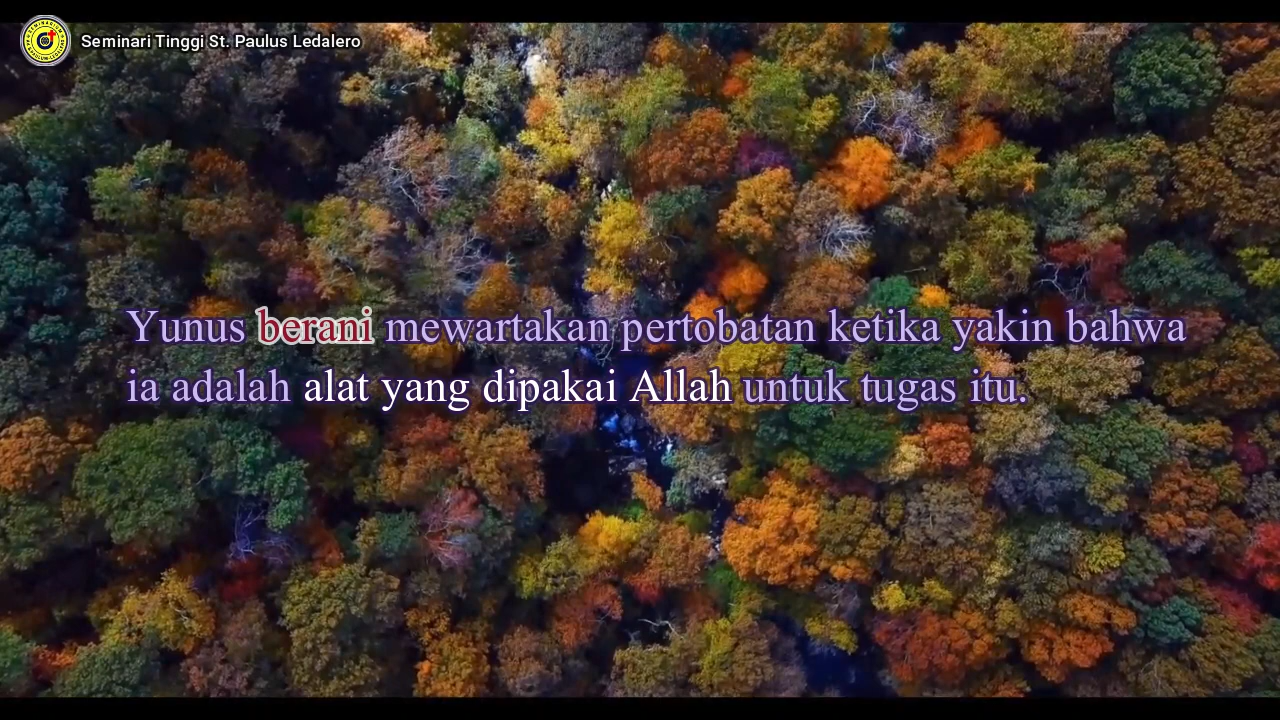 Seminari Tinggi St. Paulus Ledalero
Yunus berani mewartakan pertobatan ketika yakin bahwa
ia adalah alat yang dipakai Allah untuk tugas itu.